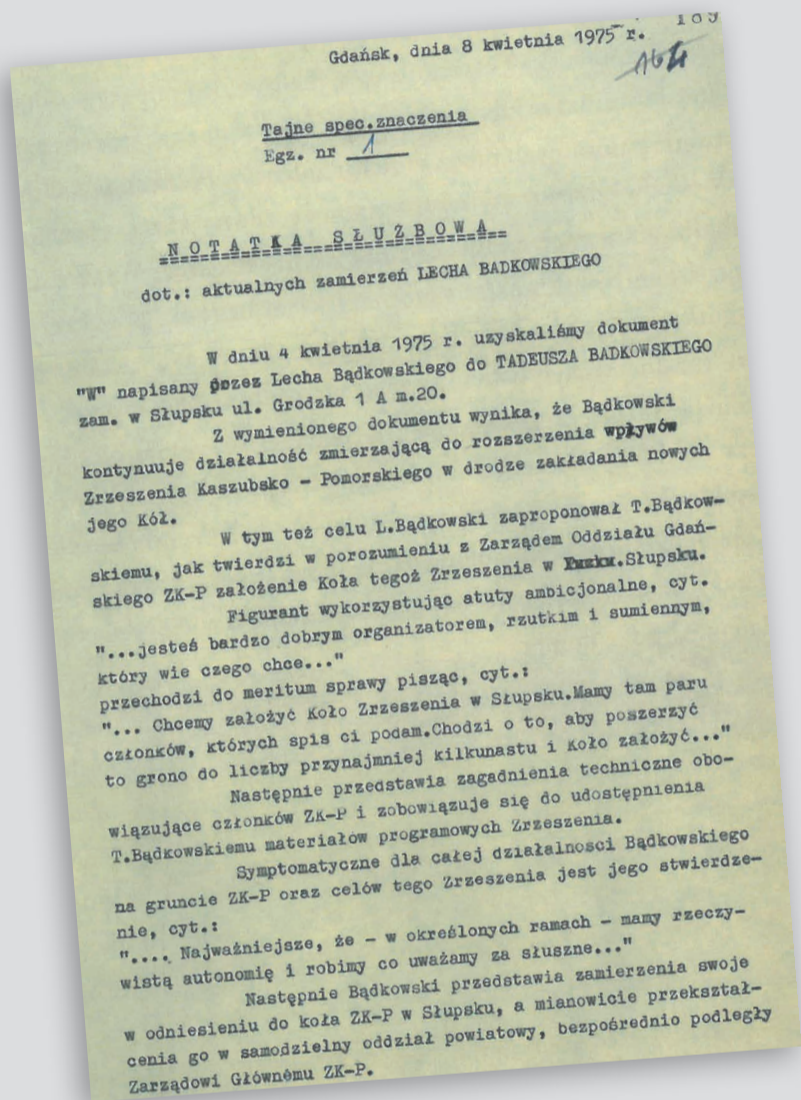 Gdańsk, dnia 8 kwietnia 1975 r.
164
Tajne spec.znaczenia
Egz. nr 1
N O T A T K A   S Ł U Ż B O W A
dot.: aktualnych zamierzeń LECHA BADKOWSKIEGO
W dniu 4 kwietnia 1975 r. uzyskaliśmy dokument
"W" napisany przez Lecha Bądkowskiego do TADEUSZA BADKOWSKIEGO
zam. w Słupsku ul. Grodzka 1 A m.20.
Z wymienionego dokumentu wynika, że Bądkowski
kontynuuje działalność zmierzającą do rozszerzenia wpływów
Zrzeszenia Kaszubsko - Pomorskiego w drodze zakładania nowych
jego Kół.
W tym też celu L.Bądkowski zaproponował T.Bądkow-
skiemu, jak twierdzi w porozumieniu z Zarządem Oddziału Gdań-
skiego ZK-P założenie Koła tegoż Zrzeszenia w Słupsku.
Figurant wykorzystując atuty ambicjonalne, cyt.
"...jesteś bardzo dobrym organizatorem, rzutkim i sumiennym,
który wie czego chce..."
przechodzi do meritum sprawy pisząc, cyt.:
"... Chcemy założyć Koło Zrzeszenia w Słupsku.Mamy tam paru
członków, których spis ci podam.Chodzi o to, aby poszerzyć
to grono do liczby przynajmniej kilkunastu i Koło założyć..."
Następnie przedstawia zagadnienia techniczne obo-
wiązujące członków ZK-P i zobowiązuje się do udostępnienia
T.Bądkowskiemu materiałów programowych Zrzeszenia.
Symptomatyczne dla całej działalności Bądkowskiego
na gruncie ZK-P oraz celów tego Zrzeszenia jest jego stwierdze-
nie, cyt.:
".... Najważniejsze, że - w określonych ramach - mamy rzeczy-
wistą autonomię i robimy co uważamy za słuszne..."
Następnie Bądkowski przedstawia zamierzenia swoje
w odniesieniu do koła ZK-P w Słupsku, a mianowicie przekształ-
cenia go w samodzielny oddział powiatowy, bezpośrednio podległy
Zarządowi Głównemu ZK-P.